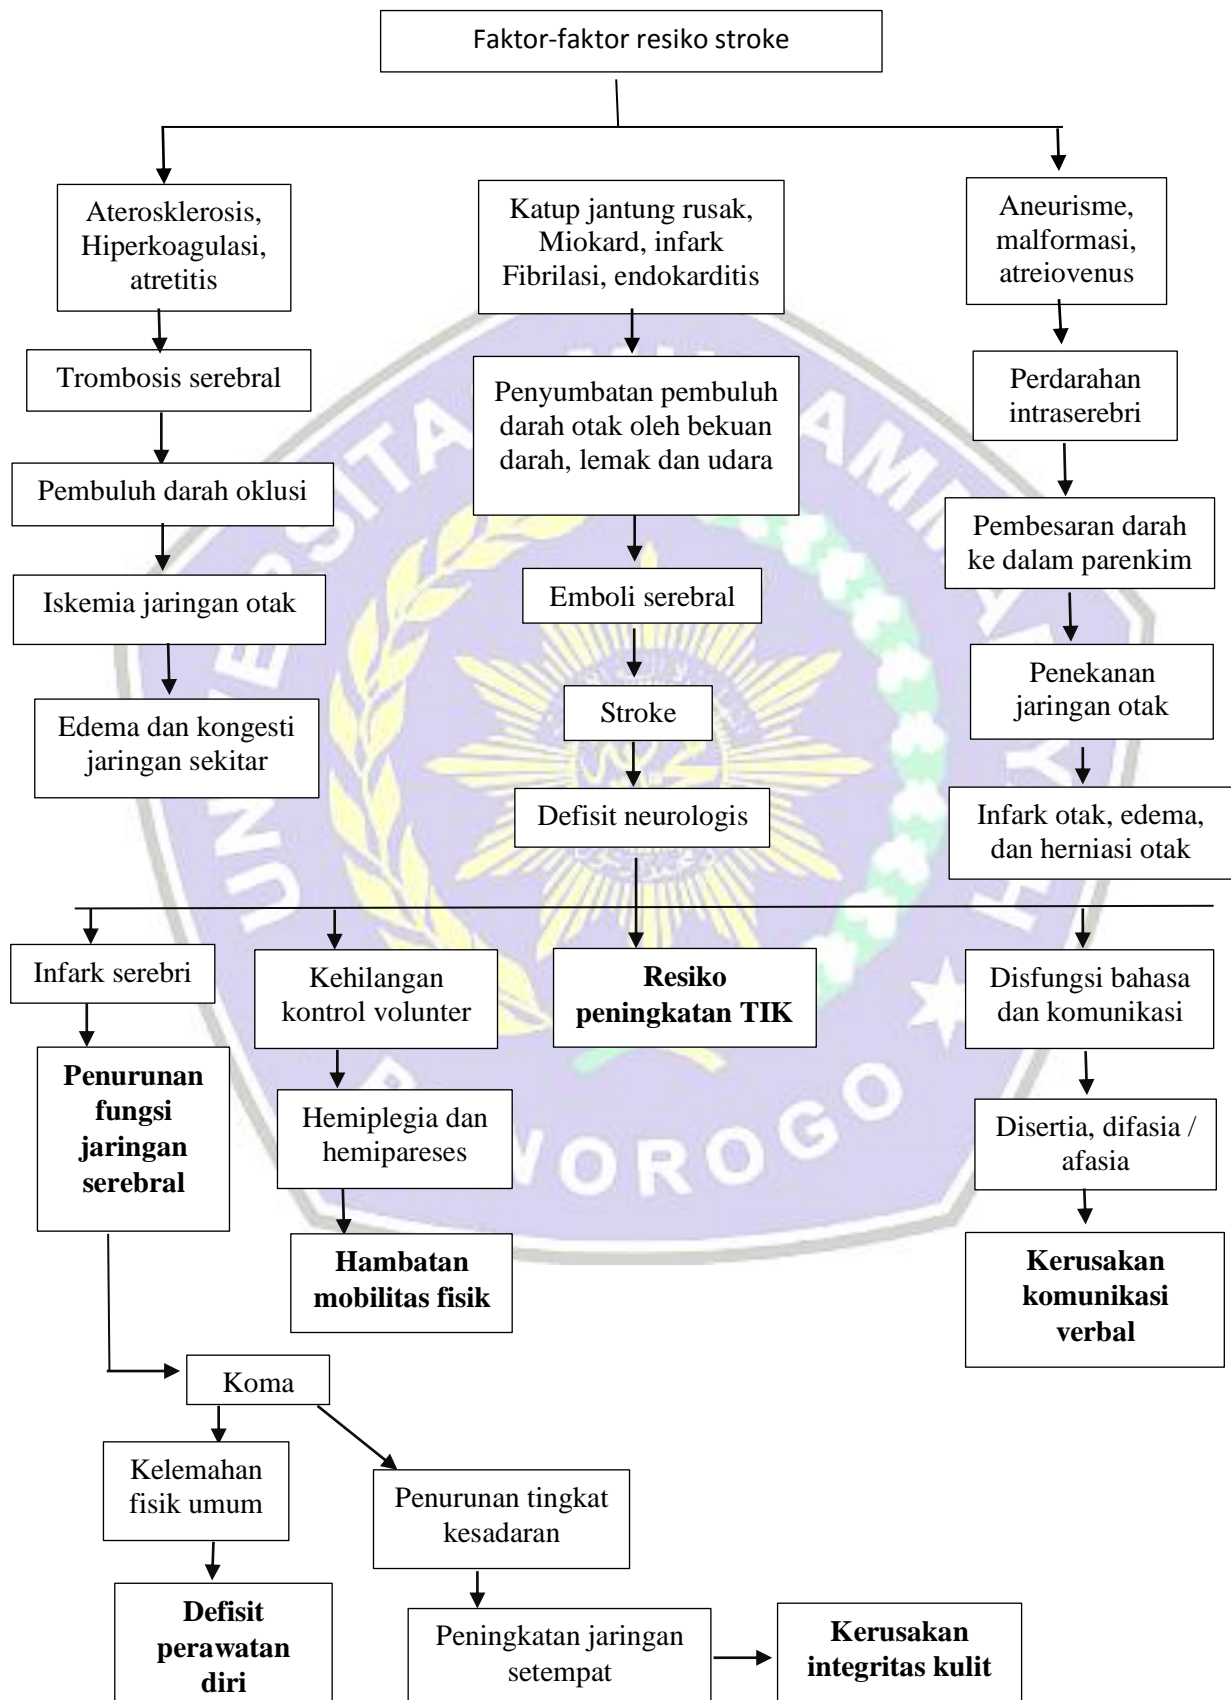 Faktor-faktor resiko stroke
Aterosklerosis,
Hiperkoagulasi,
atretitis
Katup jantung rusak,
Miokard, infark
Fibrilasi, endokarditis
Aneurisme,
malformasi,
atreiovenus
Trombosis serebral
Penyumbatan pembuluh
darah otak oleh bekuan
darah, lemak dan udara
Perdarahan
intraserebri
Pembuluh darah oklusi
Pembesaran darah
ke dalam parenkim
Iskemia jaringan otak
Emboli serebral
Penekanan
jaringan otak
Edema dan kongesti
jaringan sekitar
Stroke
Defisit neurologis
Infark otak, edema,
dan herniasi otak
Infark serebri
Kehilangan
kontrol volunter
Resiko
peningkatan TIK
Disfungsi bahasa
dan komunikasi
Penurunan
fungsi
jaringan
serebral
Hemiplegia dan
hemipareses
Disertia, difasia /
afasia
Hambatan
mobilitas fisik
Kerusakan
komunikasi
verbal
Koma
Kelemahan
fisik umum
Penurunan tingkat
kesadaran
Defisit
perawatan
diri
Peningkatan jaringan
setempat
Kerusakan
integritas kulit